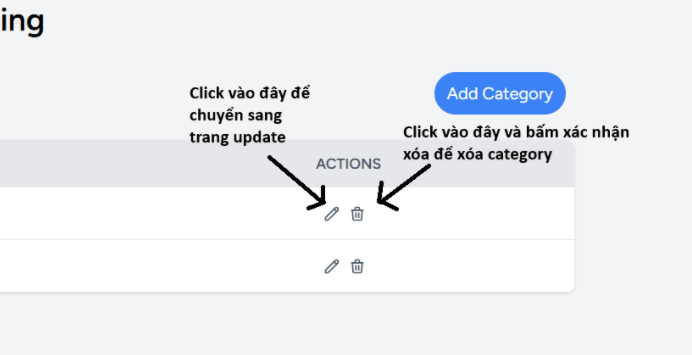 ing
Click vào đây để
chuyển sang
trang update
Add Category
Click vào đây và bấm xác nhận
xóa để xóa category
ACTIONS